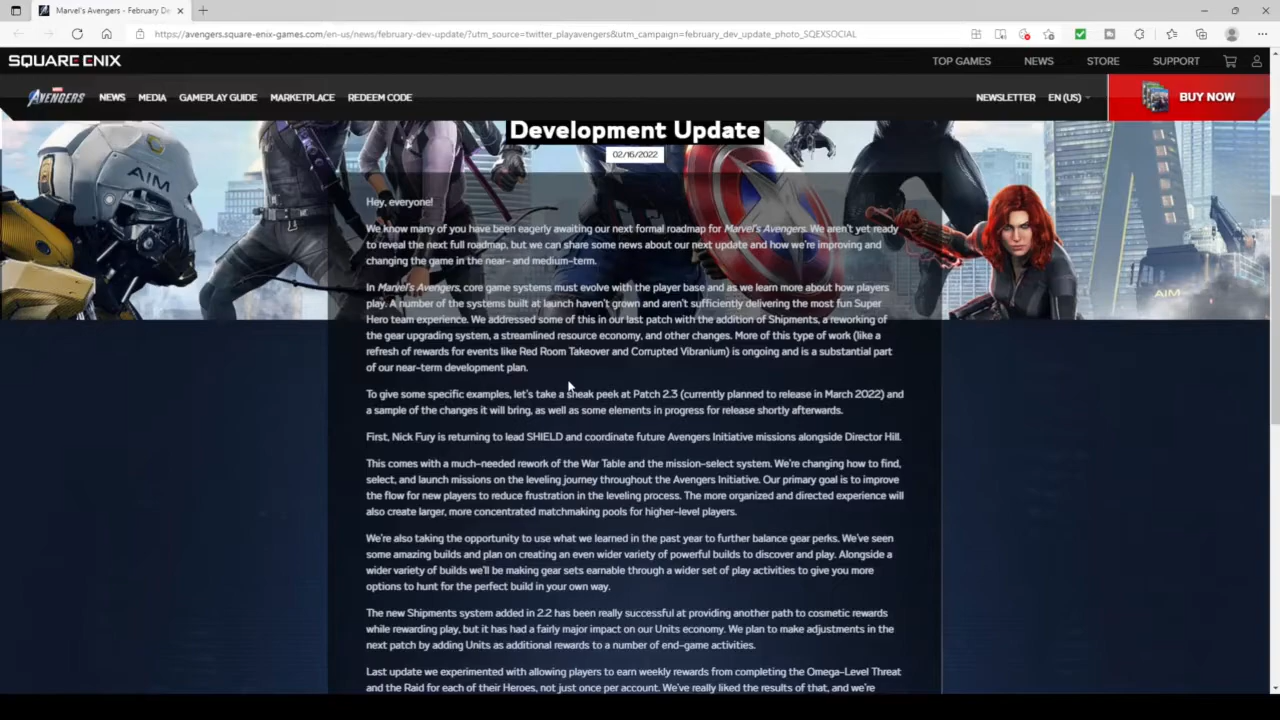 Marvel's Avengers - February De
https://avengers.square-enix-games.com/en-us/news/february-dev-update/?utm_source=twitter_playavengers&utm_campaign=february_dev_update_photo_SQEXSOCIAL
SQUARE ENIX
TOP GAMES NEWS STORE SUPPORT
MARVEL
AVENGERS NEWS MEDIA GAMEPLAY GUIDE MARKETPLACE REDEEM CODE NEWSLETTER EN (US) BUY NOW
Development Update
02/16/2022
AIM
AIM
Hey, everyone!
We know many of you have been eagerly awaiting our next formal roadmap for Marvel's Avengers. We aren't yet ready
to reveal the next full roadmap, but we can share some news about our next update and how we're improving and
changing the game in the near- and medium-term.
In Marvel's Avengers, core game systems must evolve with the player base and as we learn more about how players
play. A number of the systems built at launch haven't grown and aren't sufficiently delivering the most fun Super
Hero team experience. We addressed some of this in our last patch with the addition of Shipments, a reworking of
the gear upgrading system, a streamlined resource economy, and other changes. More of this type of work (like a
refresh of rewards for events like Red Room Takeover and Corrupted Vibranium) is ongoing and is a substantial part
of our near-term development plan.
To give some specific examples, let's take a sneak peek at Patch 2.3 (currently planned to release in March 2022) and
a sample of the changes it will bring, as well as some elements in progress for release shortly afterwards.
First, Nick Fury is returning to lead SHIELD and coordinate future Avengers Initiative missions alongside Director Hill.
This comes with a much-needed rework of the War Table and the mission-select system. We're changing how to find,
select, and launch missions on the leveling journey throughout the Avengers Initiative. Our primary goal is to improve
the flow for new players to reduce frustration in the leveling process. The more organized and directed experience will
also create larger, more concentrated matchmaking pools for higher-level players.
We're also taking the opportunity to use what we learned in the past year to further balance gear perks. We've seen
some amazing builds and plan on creating an even wider variety of powerful builds to discover and play. Alongside a
wider variety of builds we'll be making gear sets earnable through a wider set of play activities to give you more
options to hunt for the perfect build in your own way.
The new Shipments system added in 2.2 has been really successful at providing another path to cosmetic rewards
while rewarding play, but it has had a fairly major impact on our Units economy. We plan to make adjustments in the
next patch by adding Units as additional rewards to a number of end-game activities.
Last update we experimented with allowing players to earn weekly rewards from completing the Omega-Level Threat
and the Raid for each of their Heroes, not just once per account. We've really liked the results of that, and we're